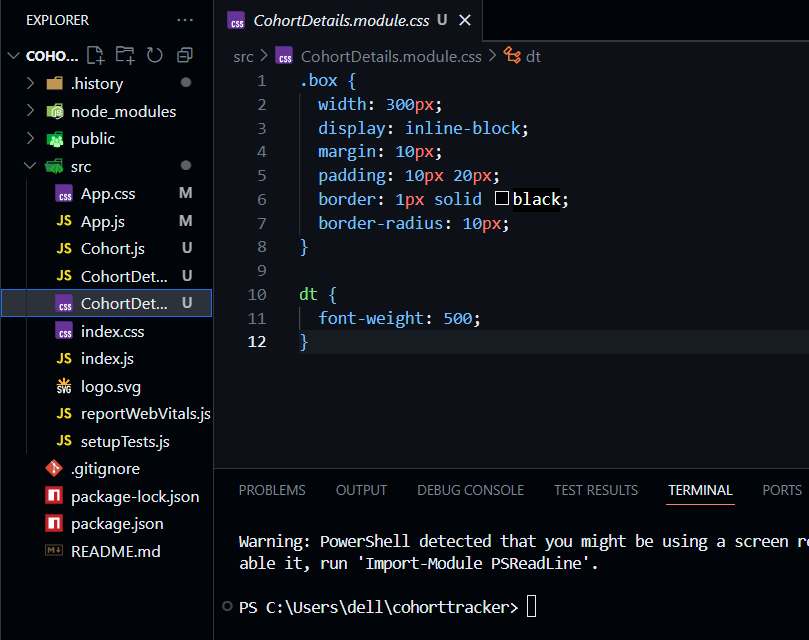 EXPLORER ...
COHO...
.history
node_modules
public
src
App.css M
App.js M
Cohort.js U
CohortDet... U
CohortDet... U
index.css
index.js
logo.svg
reportWebVitals.js
setupTests.js
.gitignore
package-lock.json
package.json
README.md
CohortDetails.module.css U
src > CohortDetails.module.css > dt
1 .box {
2 width: 300px;
3 display: inline-block;
4 margin: 10px;
5 padding: 10px 20px;
6 border: 1px solid black;
7 border-radius: 10px;
8 }
9
10 dt {
11 font-weight: 500;
12 }
PROBLEMS OUTPUT DEBUG CONSOLE TEST RESULTS TERMINAL PORTS
Warning: PowerShell detected that you might be using a screen re
able it, run 'Import-Module PSReadLine'.
PS C:\Users\dell\cohorttracker>